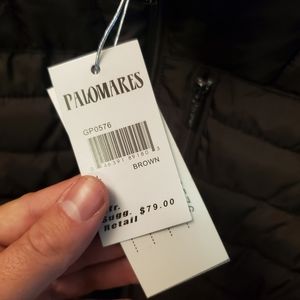 PALOMARES
GP0576
BROWN
Sugg. $79.00
Retail